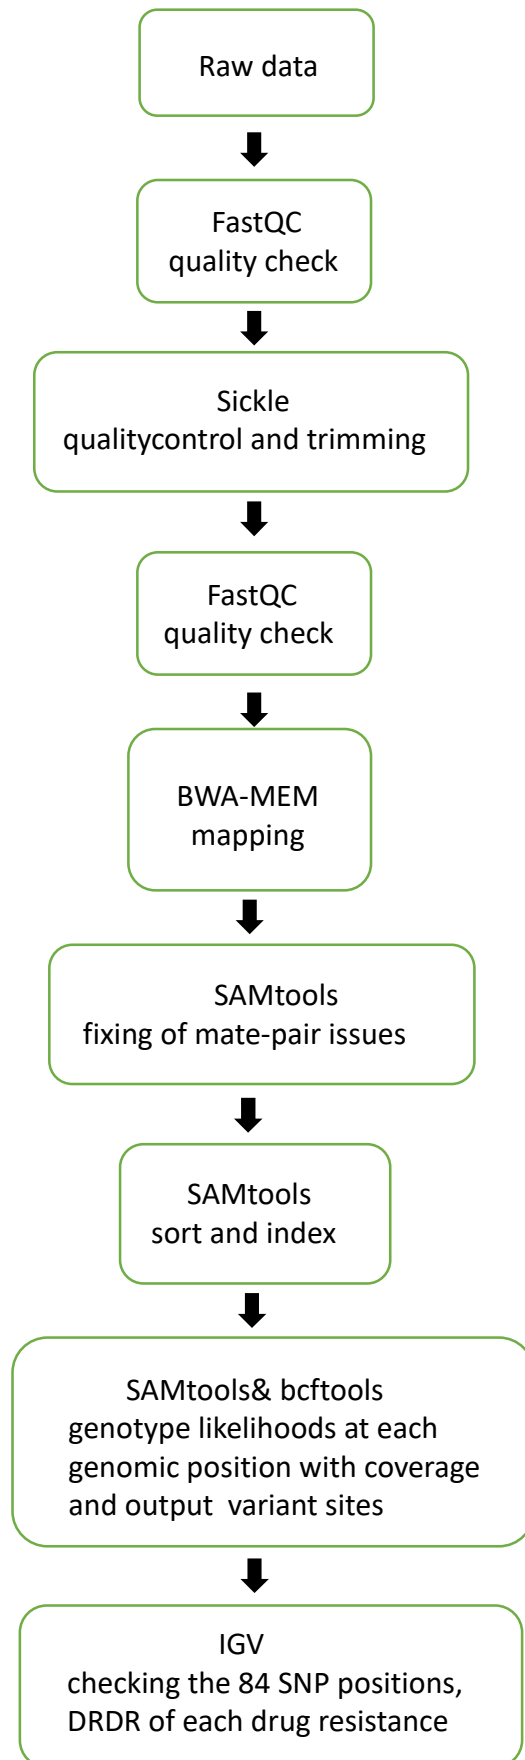 Raw data
FastQC
quality check
Sickle
qualitycontrol and trimming
FastQC
quality check
BWA-MEM
mapping
SAMtools
fixing of mate-pair issues
SAMtools
sort and index
SAMtools& bcftools
genotype likelihoods at each
genomic position with coverage
and output variant sites
IGV
checking the 84 SNP positions,
DRDR of each drug resistance